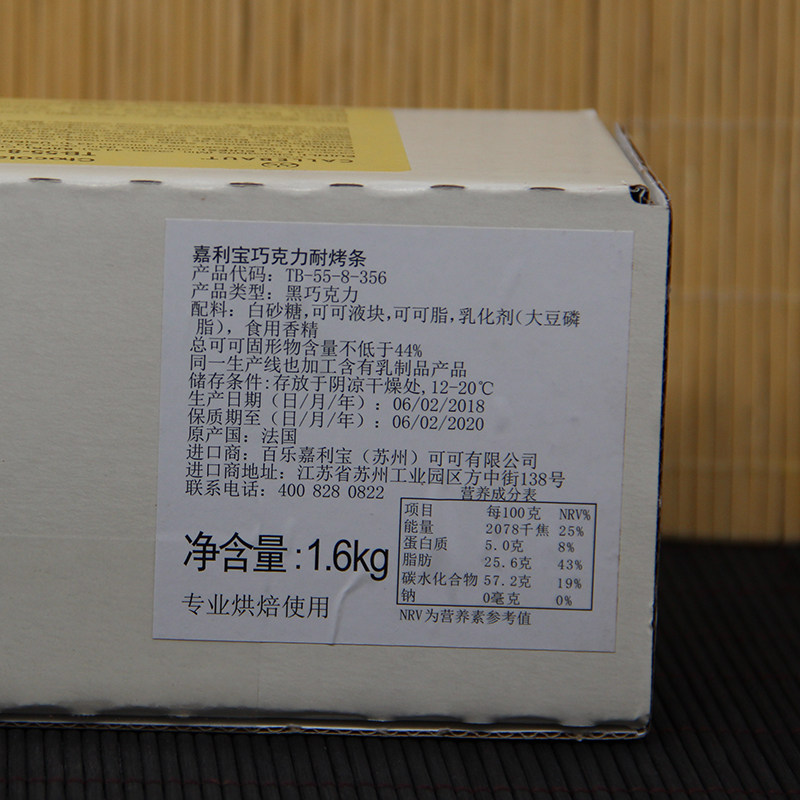 Chocola
TB-55-8
CALLEBAUT
嘉利宝巧克力耐烤条
产品代码：TB-55-8-356
产品类型：黑巧克力
配料：白砂糖,可可液块,可可脂,乳化剂(大豆磷
脂)，食用香精
总可可固形物含量不低于44%
同一生产线也加工含有乳制品产品
储存条件:存放于阴凉干燥处,12-20℃
生产日期（日/月/年）：06/02/2018
保质期至（日/月/年）：06/02/2020
原产国：法国
进口商：百乐嘉利宝（苏州）可可有限公司
进口商地址：江苏省苏州工业园区方中街138号
联系电话：400 828 0822
营养成分表
项目 每100克 NRV%
能量 2078千焦 25%
蛋白质 5.0克 8%
脂肪 25.6克 43%
碳水化合物 57.2克 19%
钠 0毫克 0%
NRV为营养素参考值
净含量：1.6kg
专业烘焙使用